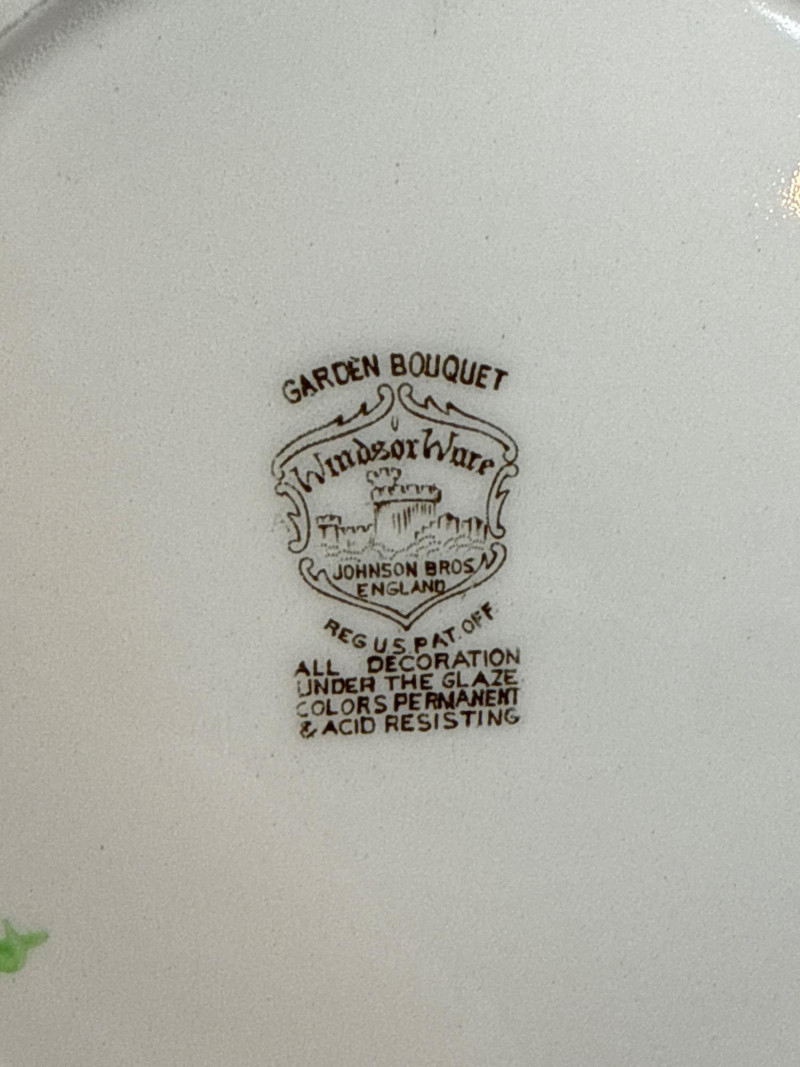 GARDEN BOUQUET
Windsor Ware
JOHNSON BROS
ENGLAND
REG U.S. PAT. OFF.
ALL DECORATION
UNDER THE GLAZE
COLORS PERMANENT
& ACID RESISTING